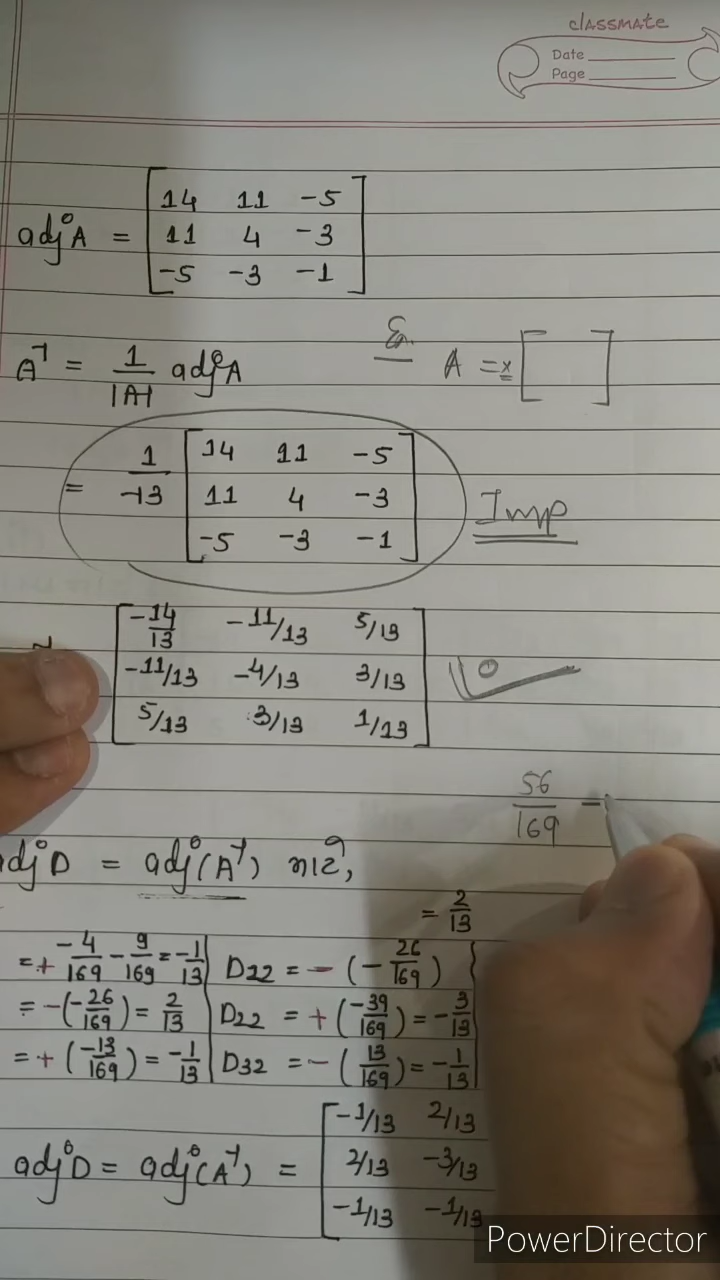 classmate
Date
Page
adj A = [ 14 11 -5
11 4 -3
-5 -3 -1 ]
A⁻¹ = 1/|A| adj A
Ex. A = x [ ]
= 1/-13 [ 14 11 -5
11 4 -3
-5 -3 -1 ]
Imp
[ -14/13 -11/13 5/13
-11/13 -4/13 3/13
5/13 3/13 1/13 ]
56/169 -
adj D = adj(A⁻¹)
= 2/13
= + -4/169 - 9/169 = -1/13 D12 = - (-26/169)
= -(-26/169) = 2/13 D22 = + (-39/169) = -3/13
= + (-13/169) = -1/13 D32 = - (13/169) = -1/13
adj D = adj(A⁻¹) = [ -1/13 2/13
2/13 -3/13
-1/13 -1/13
PowerDirector